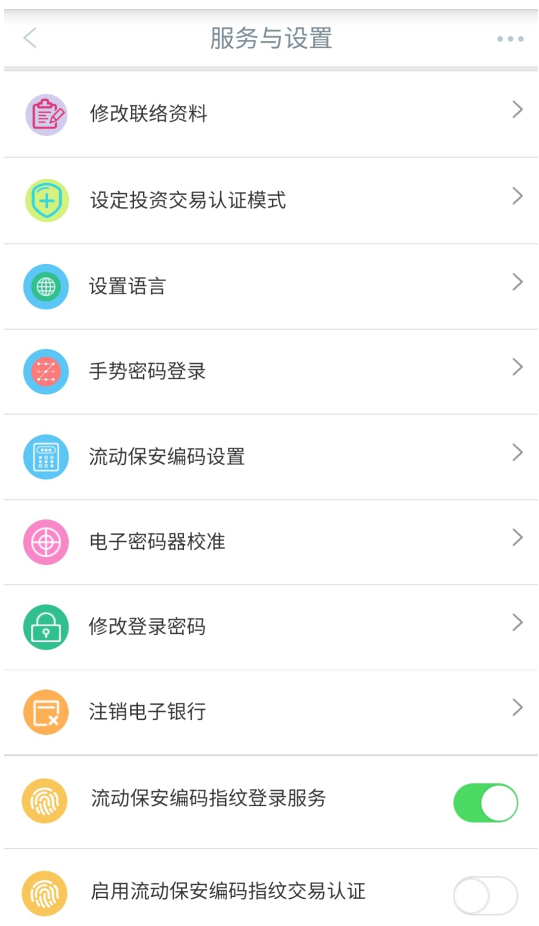 服务与设置
修改联络资料
设定投资交易认证模式
设置语言
手势密码登录
流动保安编码设置
电子密码器校准
修改登录密码
注销电子银行
流动保安编码指纹登录服务
启用流动保安编码指纹交易认证